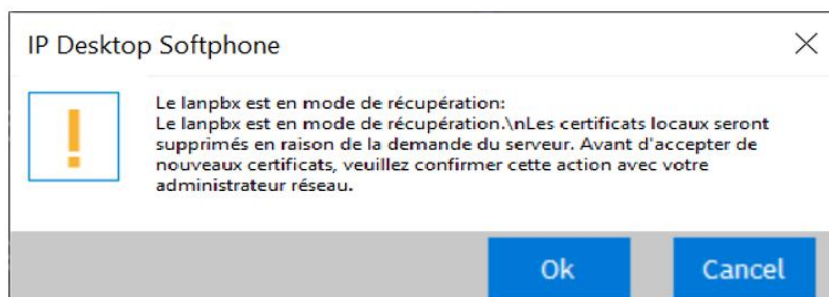 IP Desktop Softphone
Le lanpbx est en mode de récupération:
Le lanpbx est en mode de récupération.\nLes certificats locaux seront
supprimés en raison de la demande du serveur. Avant d'accepter de
nouveaux certificats, veuillez confirmer cette action avec votre
administrateur réseau.
Ok
Cancel